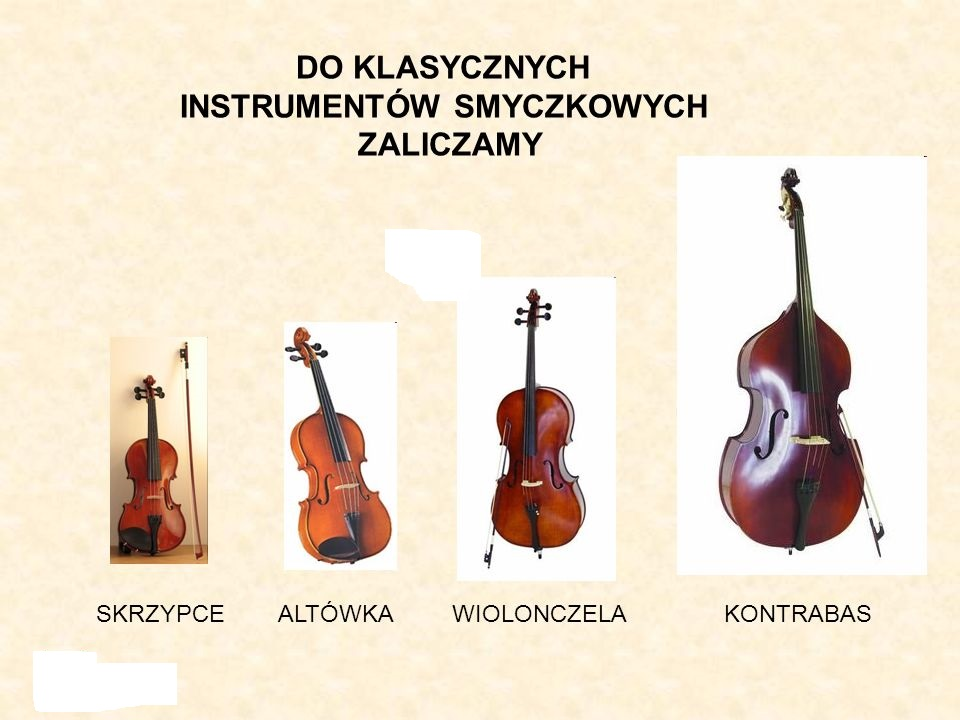 DO KLASYCZNYCH
INSTRUMENTÓW SMYCZKOWYCH
ZALICZAMY
SKRZYPCE ALTÓWKA WIOLONCZELA KONTRABAS